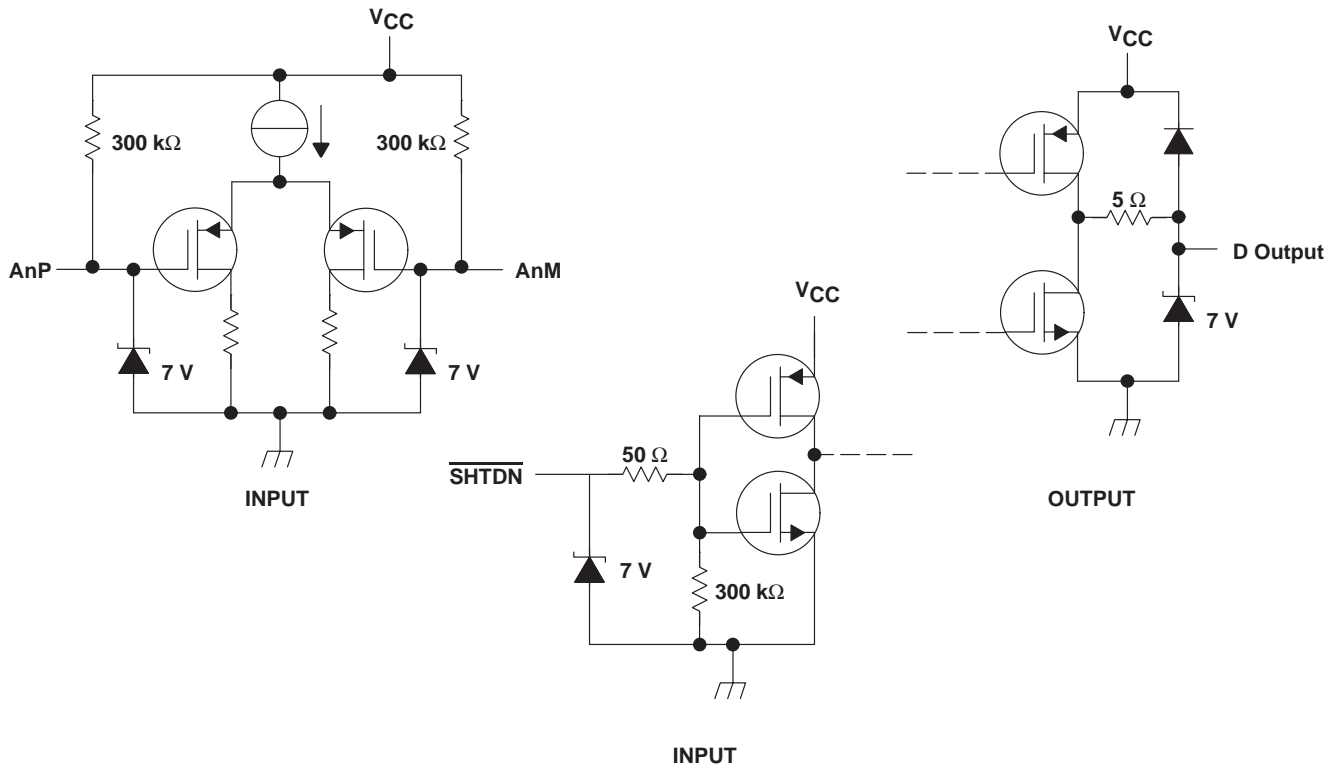 VCC
300 kΩ
300 kΩ
AnP
AnM
7 V
7 V
INPUT
VCC
SHTDN
50 Ω
7 V
300 kΩ
INPUT
VCC
5 Ω
D Output
7 V
OUTPUT